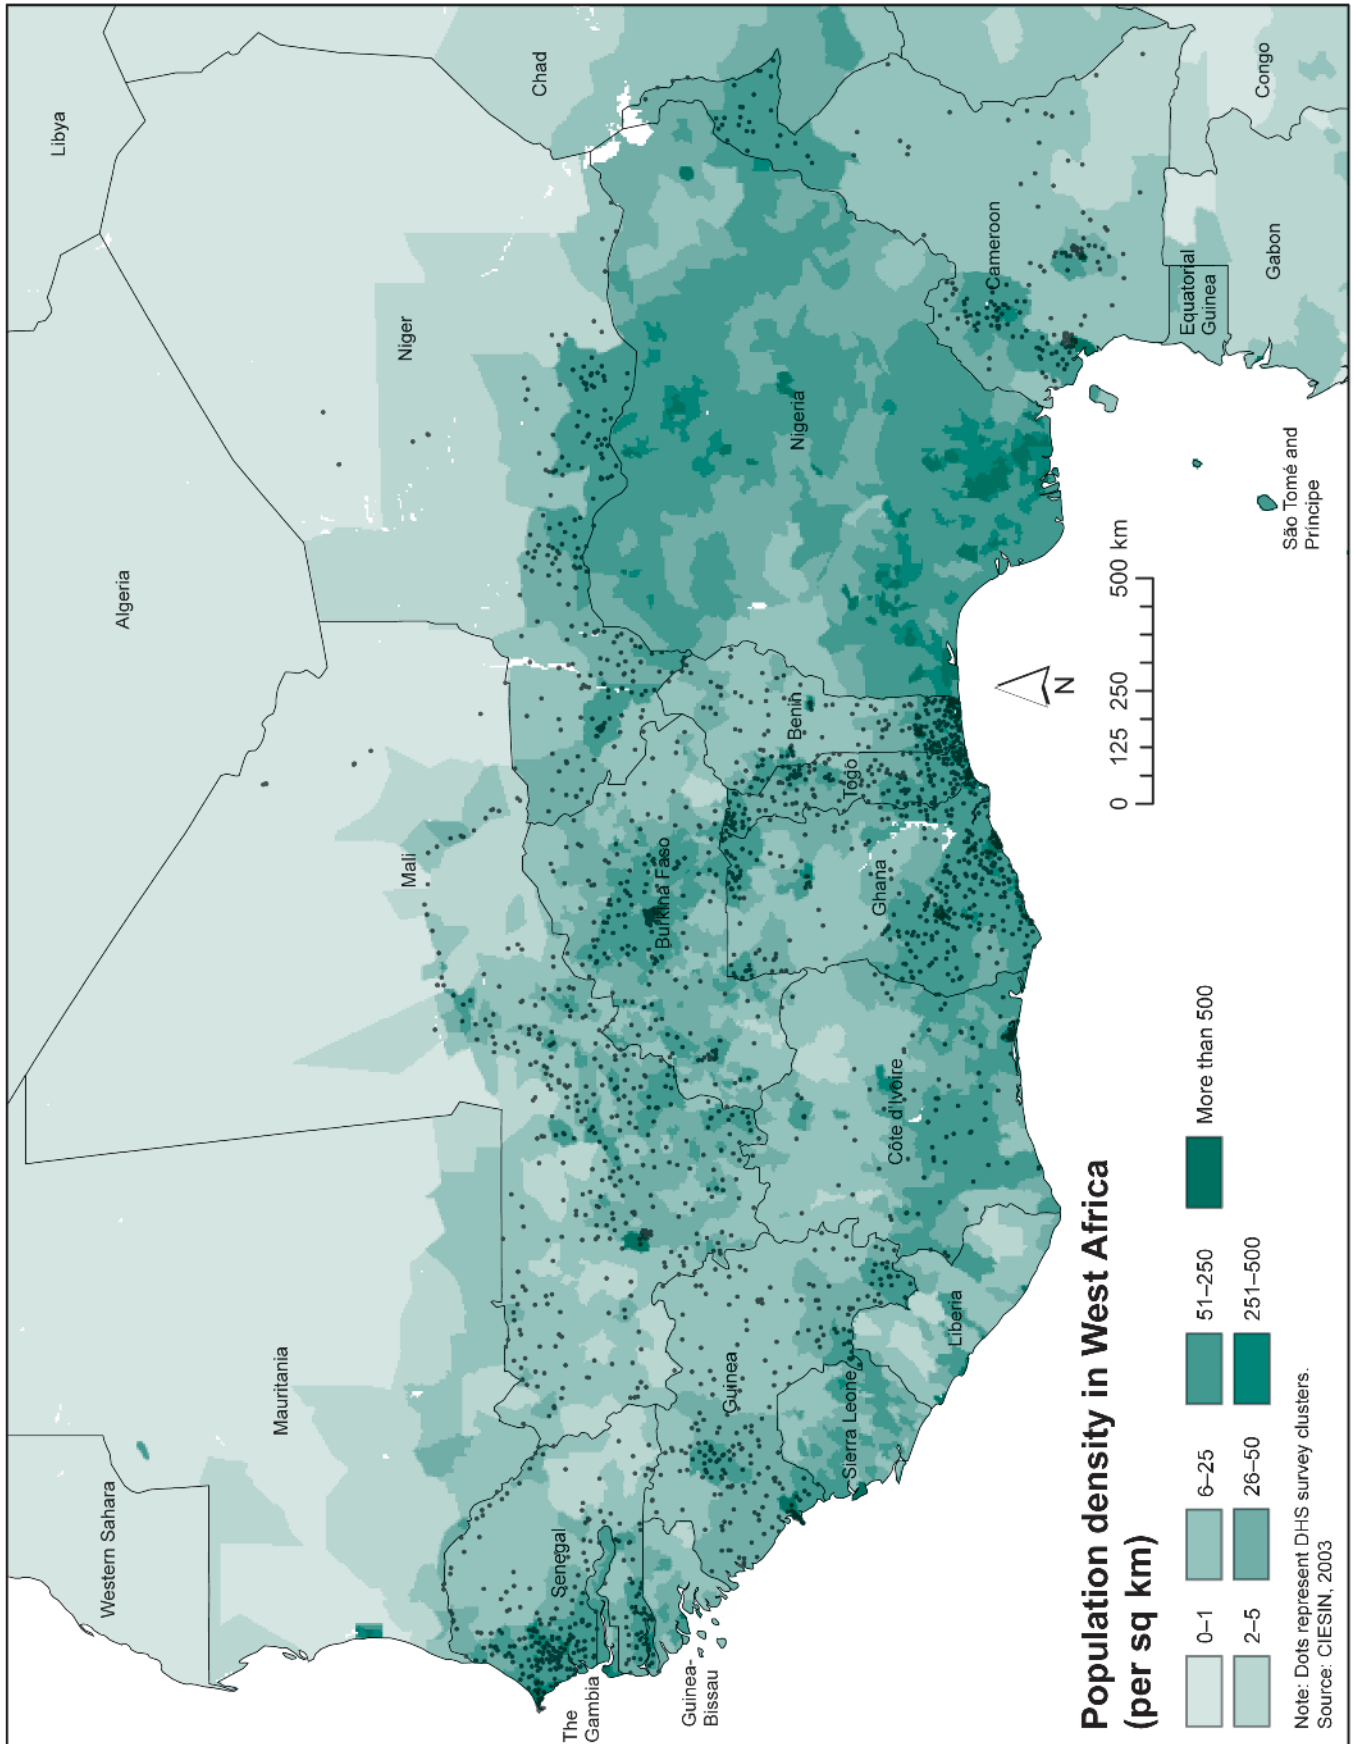 Libya
Algeria
Western Sahara
Mauritania
Mali
Niger
Chad
Senegal
The
Gambia
Guinea-
Bissau
Guinea
Sierra Leone
Liberia
Côte d'Ivoire
Burkina Faso
Ghana
Togo
Benin
Nigeria
Cameroon
Equatorial
Guinea
Gabon
Congo
São Tomé and
Príncipe
N
0 125 250 500 km
Population density in West Africa
(per sq km)
0–1 6–25 51–250 More than 500
2–5 26–50 251–500
Note: Dots represent DHS survey clusters.
Source: CIESIN, 2003